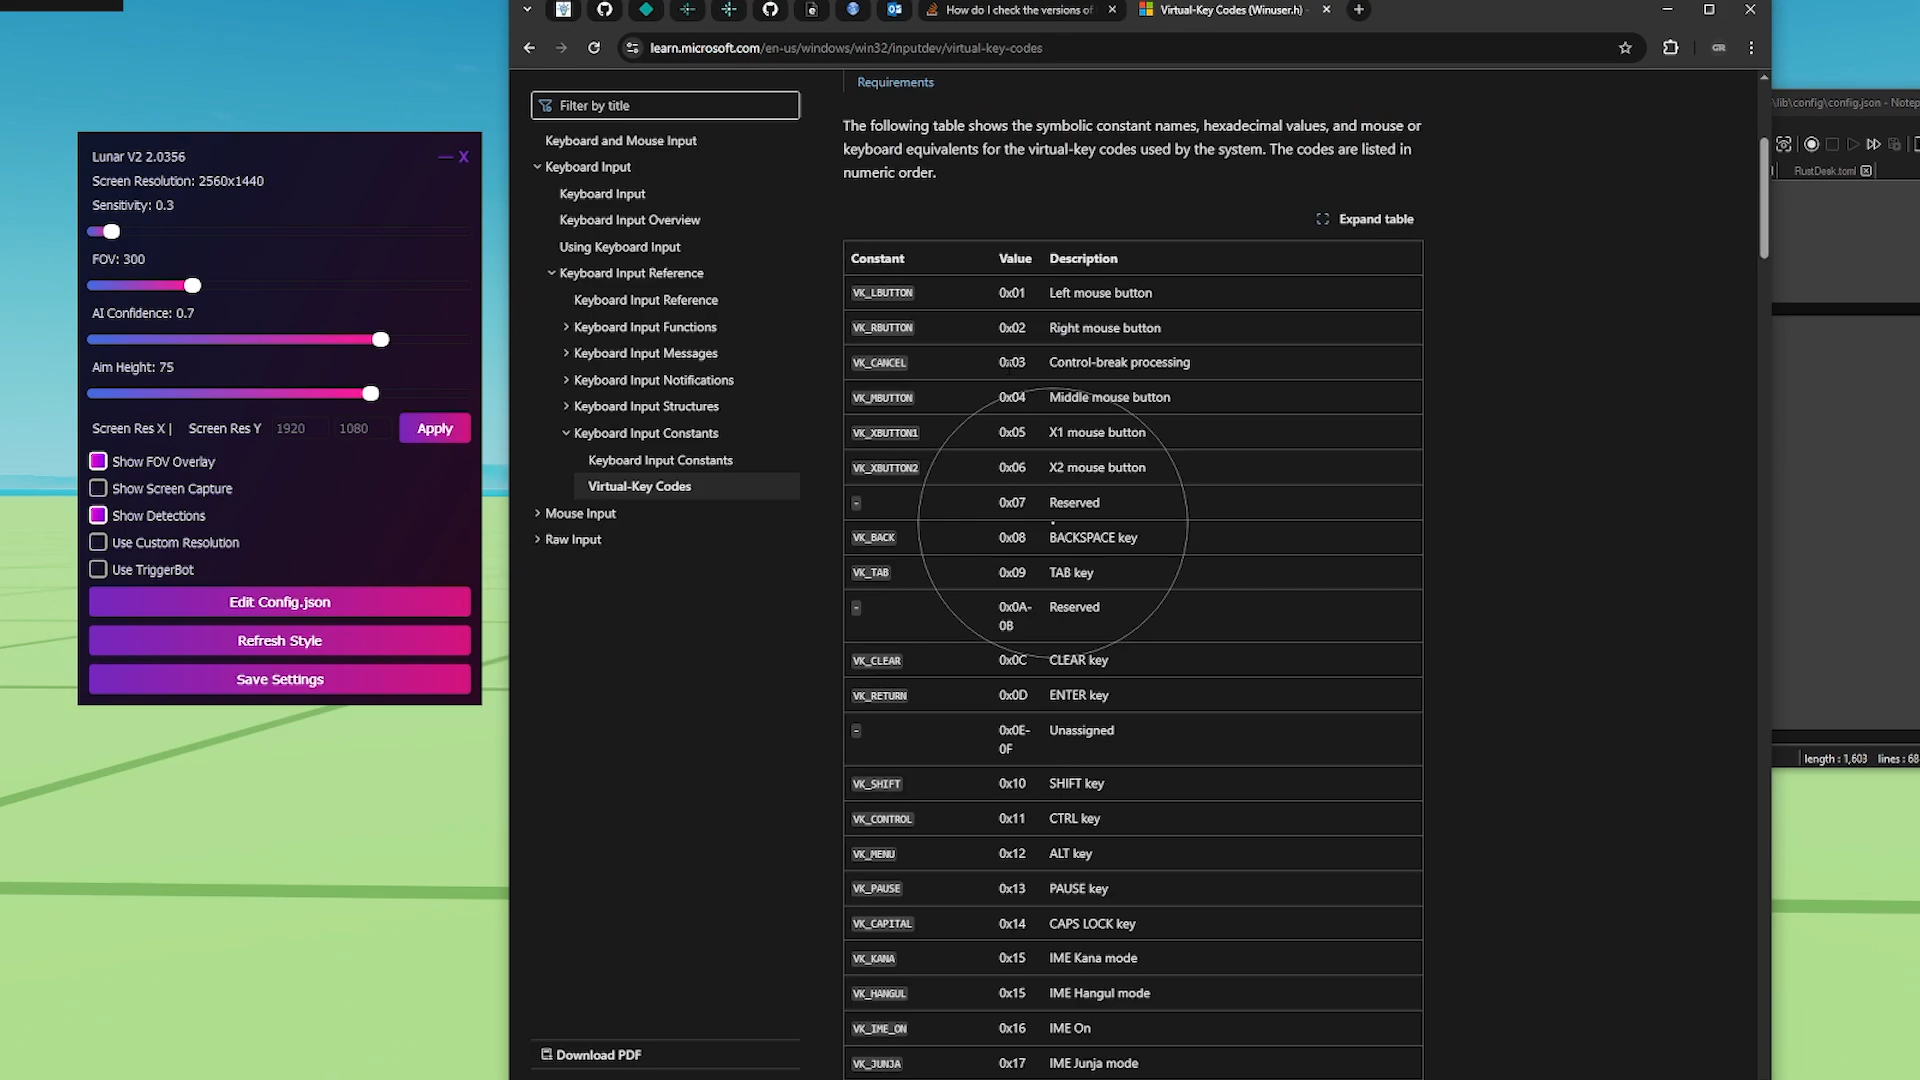 Lunar V2 2.0356
— X
Screen Resolution: 2560x1440
Sensitivity: 0.3
FOV: 300
AI Confidence: 0.7
Aim Height: 75
Screen Res X | Screen Res Y 1920 1080 Apply
Show FOV Overlay
Show Screen Capture
Show Detections
Use Custom Resolution
Use TriggerBot
Edit Config.json
Refresh Style
Save Settings
How do I check the versions of
Virtual-Key Codes (Winuser.h)
learn.microsoft.com/en-us/windows/win32/inputdev/virtual-key-codes
GR
Filter by title
Keyboard and Mouse Input
Keyboard Input
Keyboard Input
Keyboard Input Overview
Using Keyboard Input
Keyboard Input Reference
Keyboard Input Reference
Keyboard Input Functions
Keyboard Input Messages
Keyboard Input Notifications
Keyboard Input Structures
Keyboard Input Constants
Keyboard Input Constants
Virtual-Key Codes
Mouse Input
Raw Input
Download PDF
Requirements
The following table shows the symbolic constant names, hexadecimal values, and mouse or
keyboard equivalents for the virtual-key codes used by the system. The codes are listed in
numeric order.
Expand table
Constant Value Description
VK_LBUTTON 0x01 Left mouse button
VK_RBUTTON 0x02 Right mouse button
VK_CANCEL 0x03 Control-break processing
VK_MBUTTON 0x04 Middle mouse button
VK_XBUTTON1 0x05 X1 mouse button
VK_XBUTTON2 0x06 X2 mouse button
- 0x07 Reserved
VK_BACK 0x08 BACKSPACE key
VK_TAB 0x09 TAB key
- 0x0A- Reserved
0B
VK_CLEAR 0x0C CLEAR key
VK_RETURN 0x0D ENTER key
- 0x0E- Unassigned
0F
VK_SHIFT 0x10 SHIFT key
VK_CONTROL 0x11 CTRL key
VK_MENU 0x12 ALT key
VK_PAUSE 0x13 PAUSE key
VK_CAPITAL 0x14 CAPS LOCK key
VK_KANA 0x15 IME Kana mode
VK_HANGUL 0x15 IME Hangul mode
VK_IME_ON 0x16 IME On
VK_JUNJA 0x17 IME Junja mode
\lib\config\config.json - Notep
RustDesk.toml
length : 1,603 lines : 68